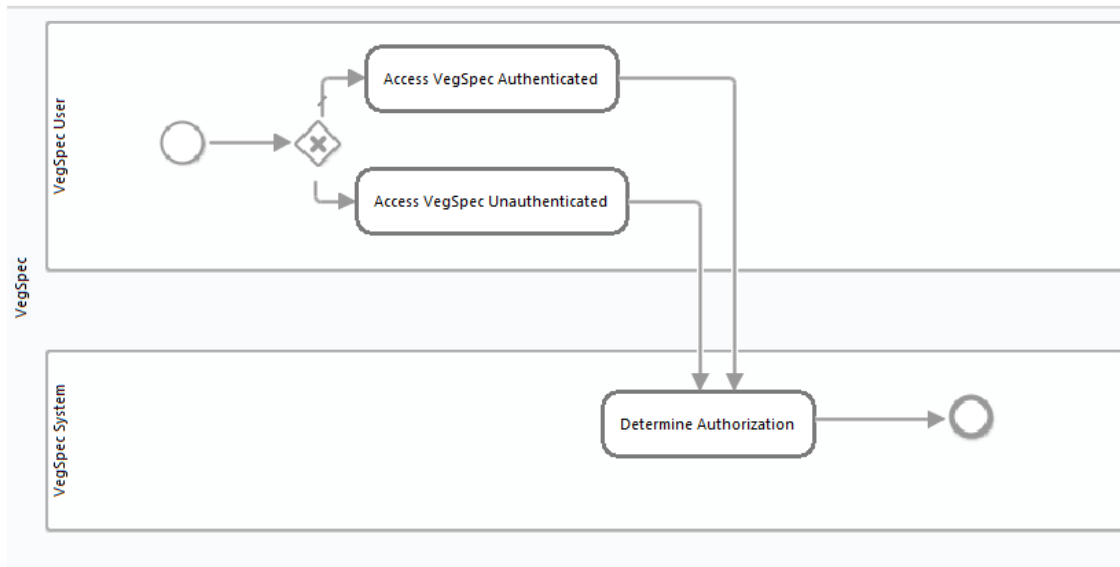 VegSpec
VegSpec User
Access VegSpec Authenticated
Access VegSpec Unauthenticated
VegSpec System
Determine Authorization